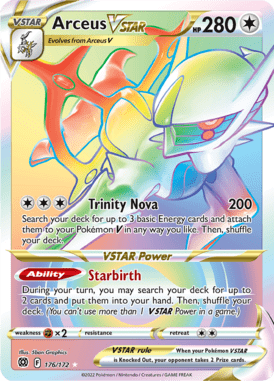 VSTAR Arceus VSTAR HP 280
Evolves from Arceus V
Trinity Nova 200
Search your deck for up to 3 basic Energy cards and attach
them to your Pokémon V in any way you like. Then, shuffle
your deck.
VSTAR Power
Ability Starbirth
During your turn, you may search your deck for up to
2 cards and put them into your hand. Then, shuffle your
deck. (You can't use more than 1 VSTAR Power in a game.)
weakness ×2 resistance retreat
Illus. 5ban Graphics
F 176/172
VSTAR rule When your Pokémon VSTAR
is Knocked Out, your opponent takes 2 Prize cards.
©2022 Pokémon / Nintendo / Creatures / GAME FREAK